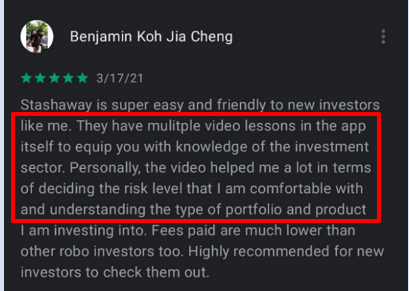 Benjamin Koh Jia Cheng
3/17/21
Stashaway is super easy and friendly to new investors
like me. They have mulitple video lessons in the app
itself to equip you with knowledge of the investment
sector. Personally, the video helped me a lot in terms
of deciding the risk level that I am comfortable with
and understanding the type of portfolio and product
I am investing into. Fees paid are much lower than
other robo investors too. Highly recommended for new
investors to check them out.